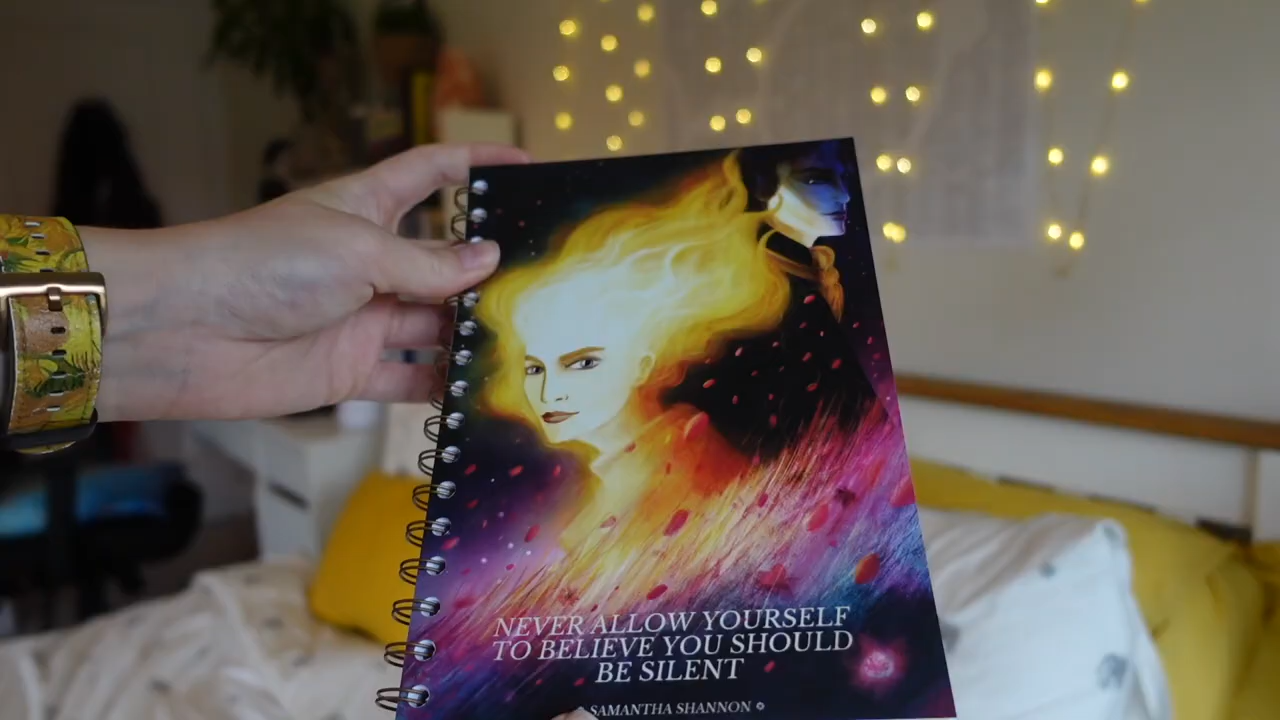 NEVER ALLOW YOURSELF
TO BELIEVE YOU SHOULD
BE SILENT
SAMANTHA SHANNON